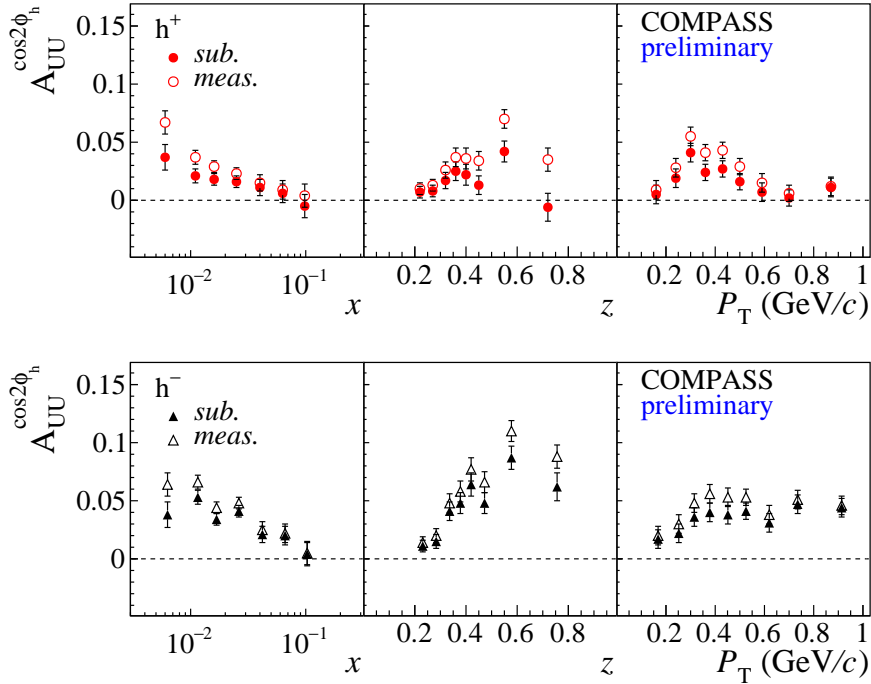 A_UU^cos2ϕ_h
0.15
0.1
0.05
0
h⁺
sub.
meas.
COMPASS
preliminary
10⁻² 10⁻¹
0.2 0.4 0.6 0.8
0.2 0.4 0.6 0.8 1
x
z
P_T (GeV/c)
A_UU^cos2ϕ_h
0.15
0.1
0.05
0
h⁻
sub.
meas.
COMPASS
preliminary
10⁻² 10⁻¹
0.2 0.4 0.6 0.8
0.2 0.4 0.6 0.8 1
x
z
P_T (GeV/c)